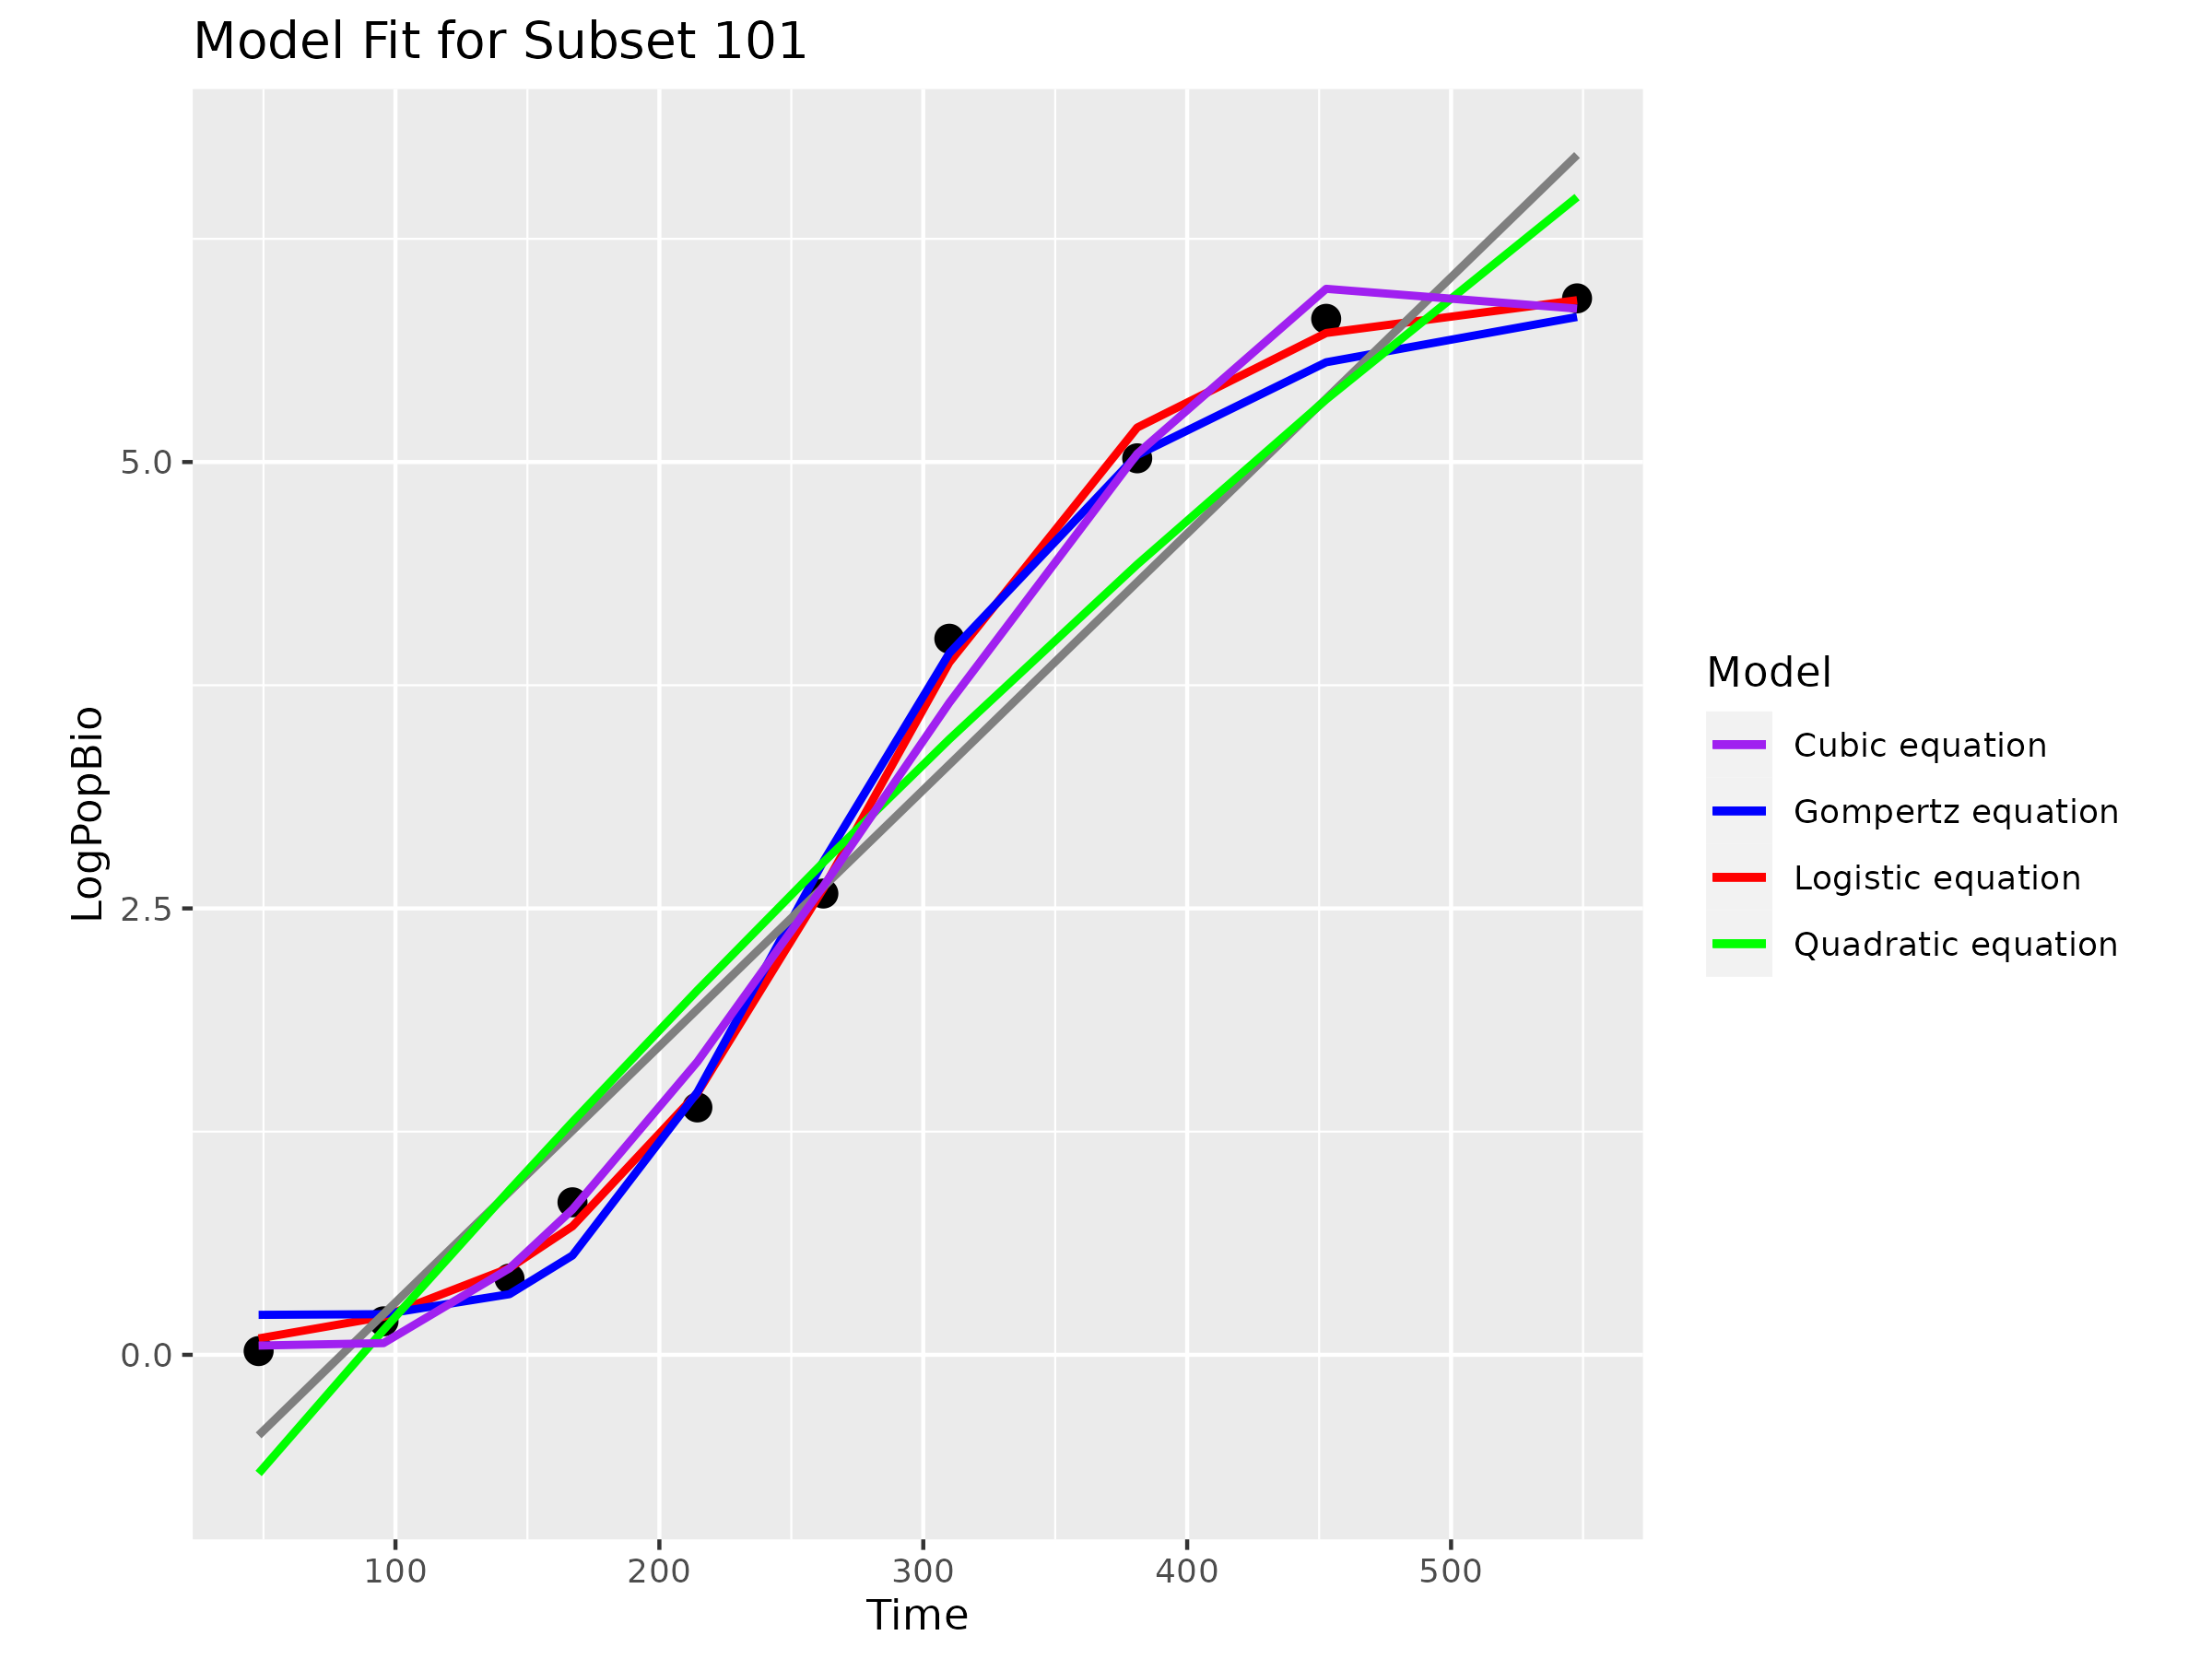 Model Fit for Subset 101
LogPopBio
5.0
2.5
0.0
100 200 300 400 500
Time
Model
Cubic equation
Gompertz equation
Logistic equation
Quadratic equation